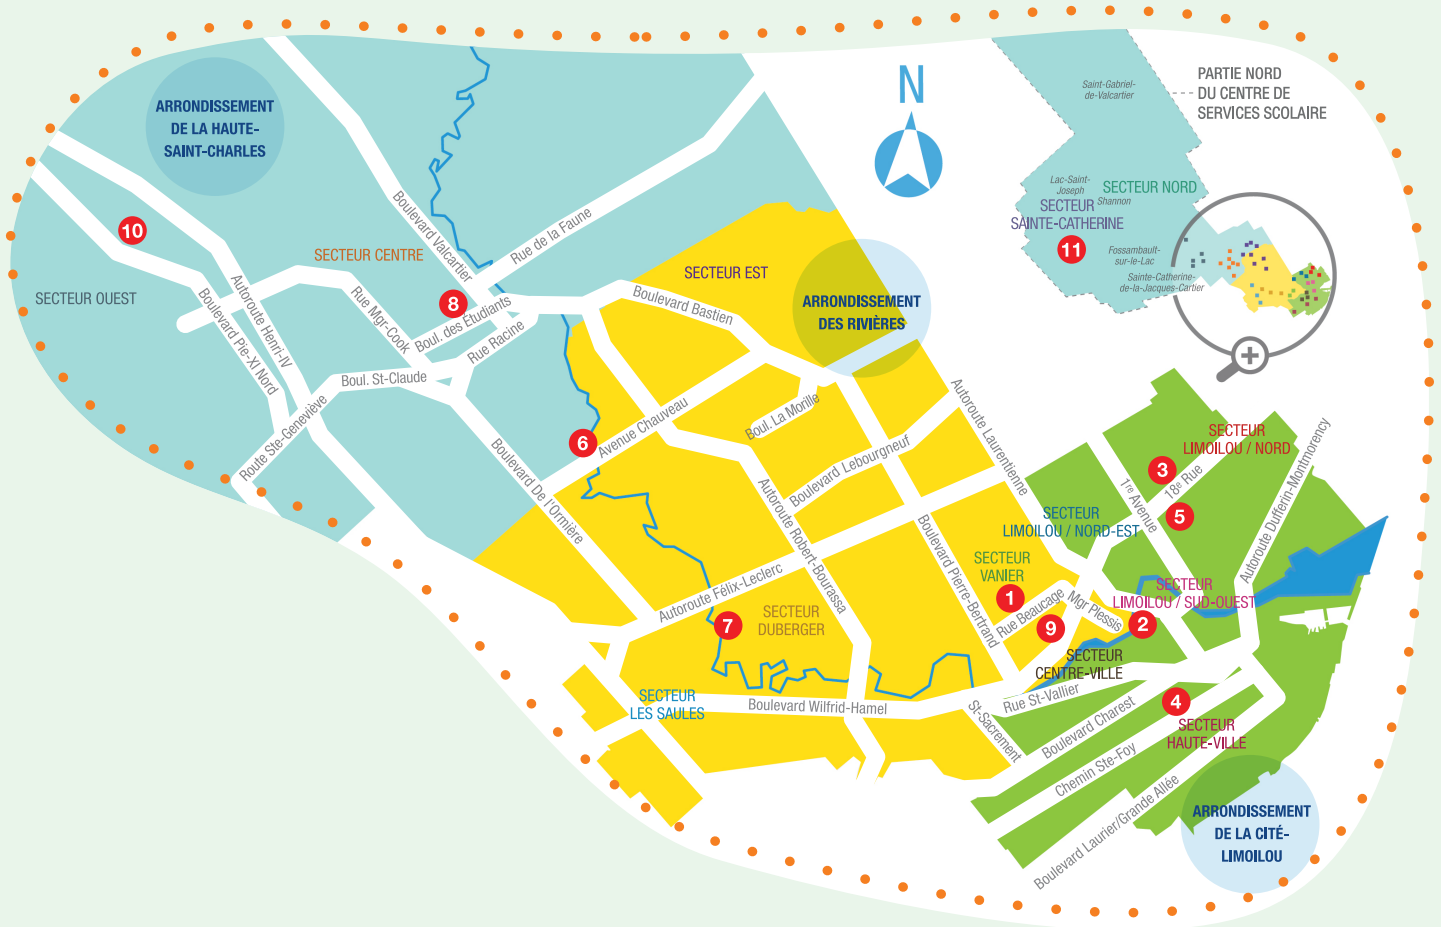 ARRONDISSEMENT
DE LA HAUTE-
SAINT-CHARLES
N
Saint-Gabriel-
de-Valcartier
PARTIE NORD
DU CENTRE DE
SERVICES SCOLAIRE
Lac-Saint-
Joseph
Shannon
SECTEUR NORD
SECTEUR
SAINTE-CATHERINE
11
Fossambault-
sur-le-Lac
Sainte-Catherine-
de-la-Jacques-Cartier
10
SECTEUR OUEST
SECTEUR CENTRE
Boulevard Valcartier
Rue de la Faune
SECTEUR EST
ARRONDISSEMENT
DES RIVIÈRES
Autoroute Henri-IV
Boulevard Pie-XI Nord
Rue Mgr-Cook
8
Boul. des Étudiants
Rue Racine
Boul. St-Claude
Route Ste-Geneviève
Boulevard Bastien
6
Avenue Chauveau
Boul. La Morille
Boulevard Lebourgneuf
Autoroute Laurentienne
Boulevard De l'Ormière
Autoroute Robert-Bourassa
Boulevard Pierre-Bertrand
Autoroute Félix-Leclerc
SECTEUR
LIMOILOU / NORD
3
18e Rue
1re Avenue
5
Autoroute Dufferin-Montmorency
SECTEUR
LIMOILOU / NORD-EST
SECTEUR
VANIER
1
Rue Beaucage
Mgr Plessis
9
SECTEUR
LIMOILOU / SUD-OUEST
2
7
SECTEUR
DUBERGER
SECTEUR
CENTRE-VILLE
SECTEUR
LES SAULES
Boulevard Wilfrid-Hamel
Rue St-Vallier
St-Sacrement
Boulevard Charest
4
SECTEUR
HAUTE-VILLE
Chemin Ste-Foy
Boulevard Laurier/Grande Allée
ARRONDISSEMENT
DE LA CITÉ-
LIMOILOU